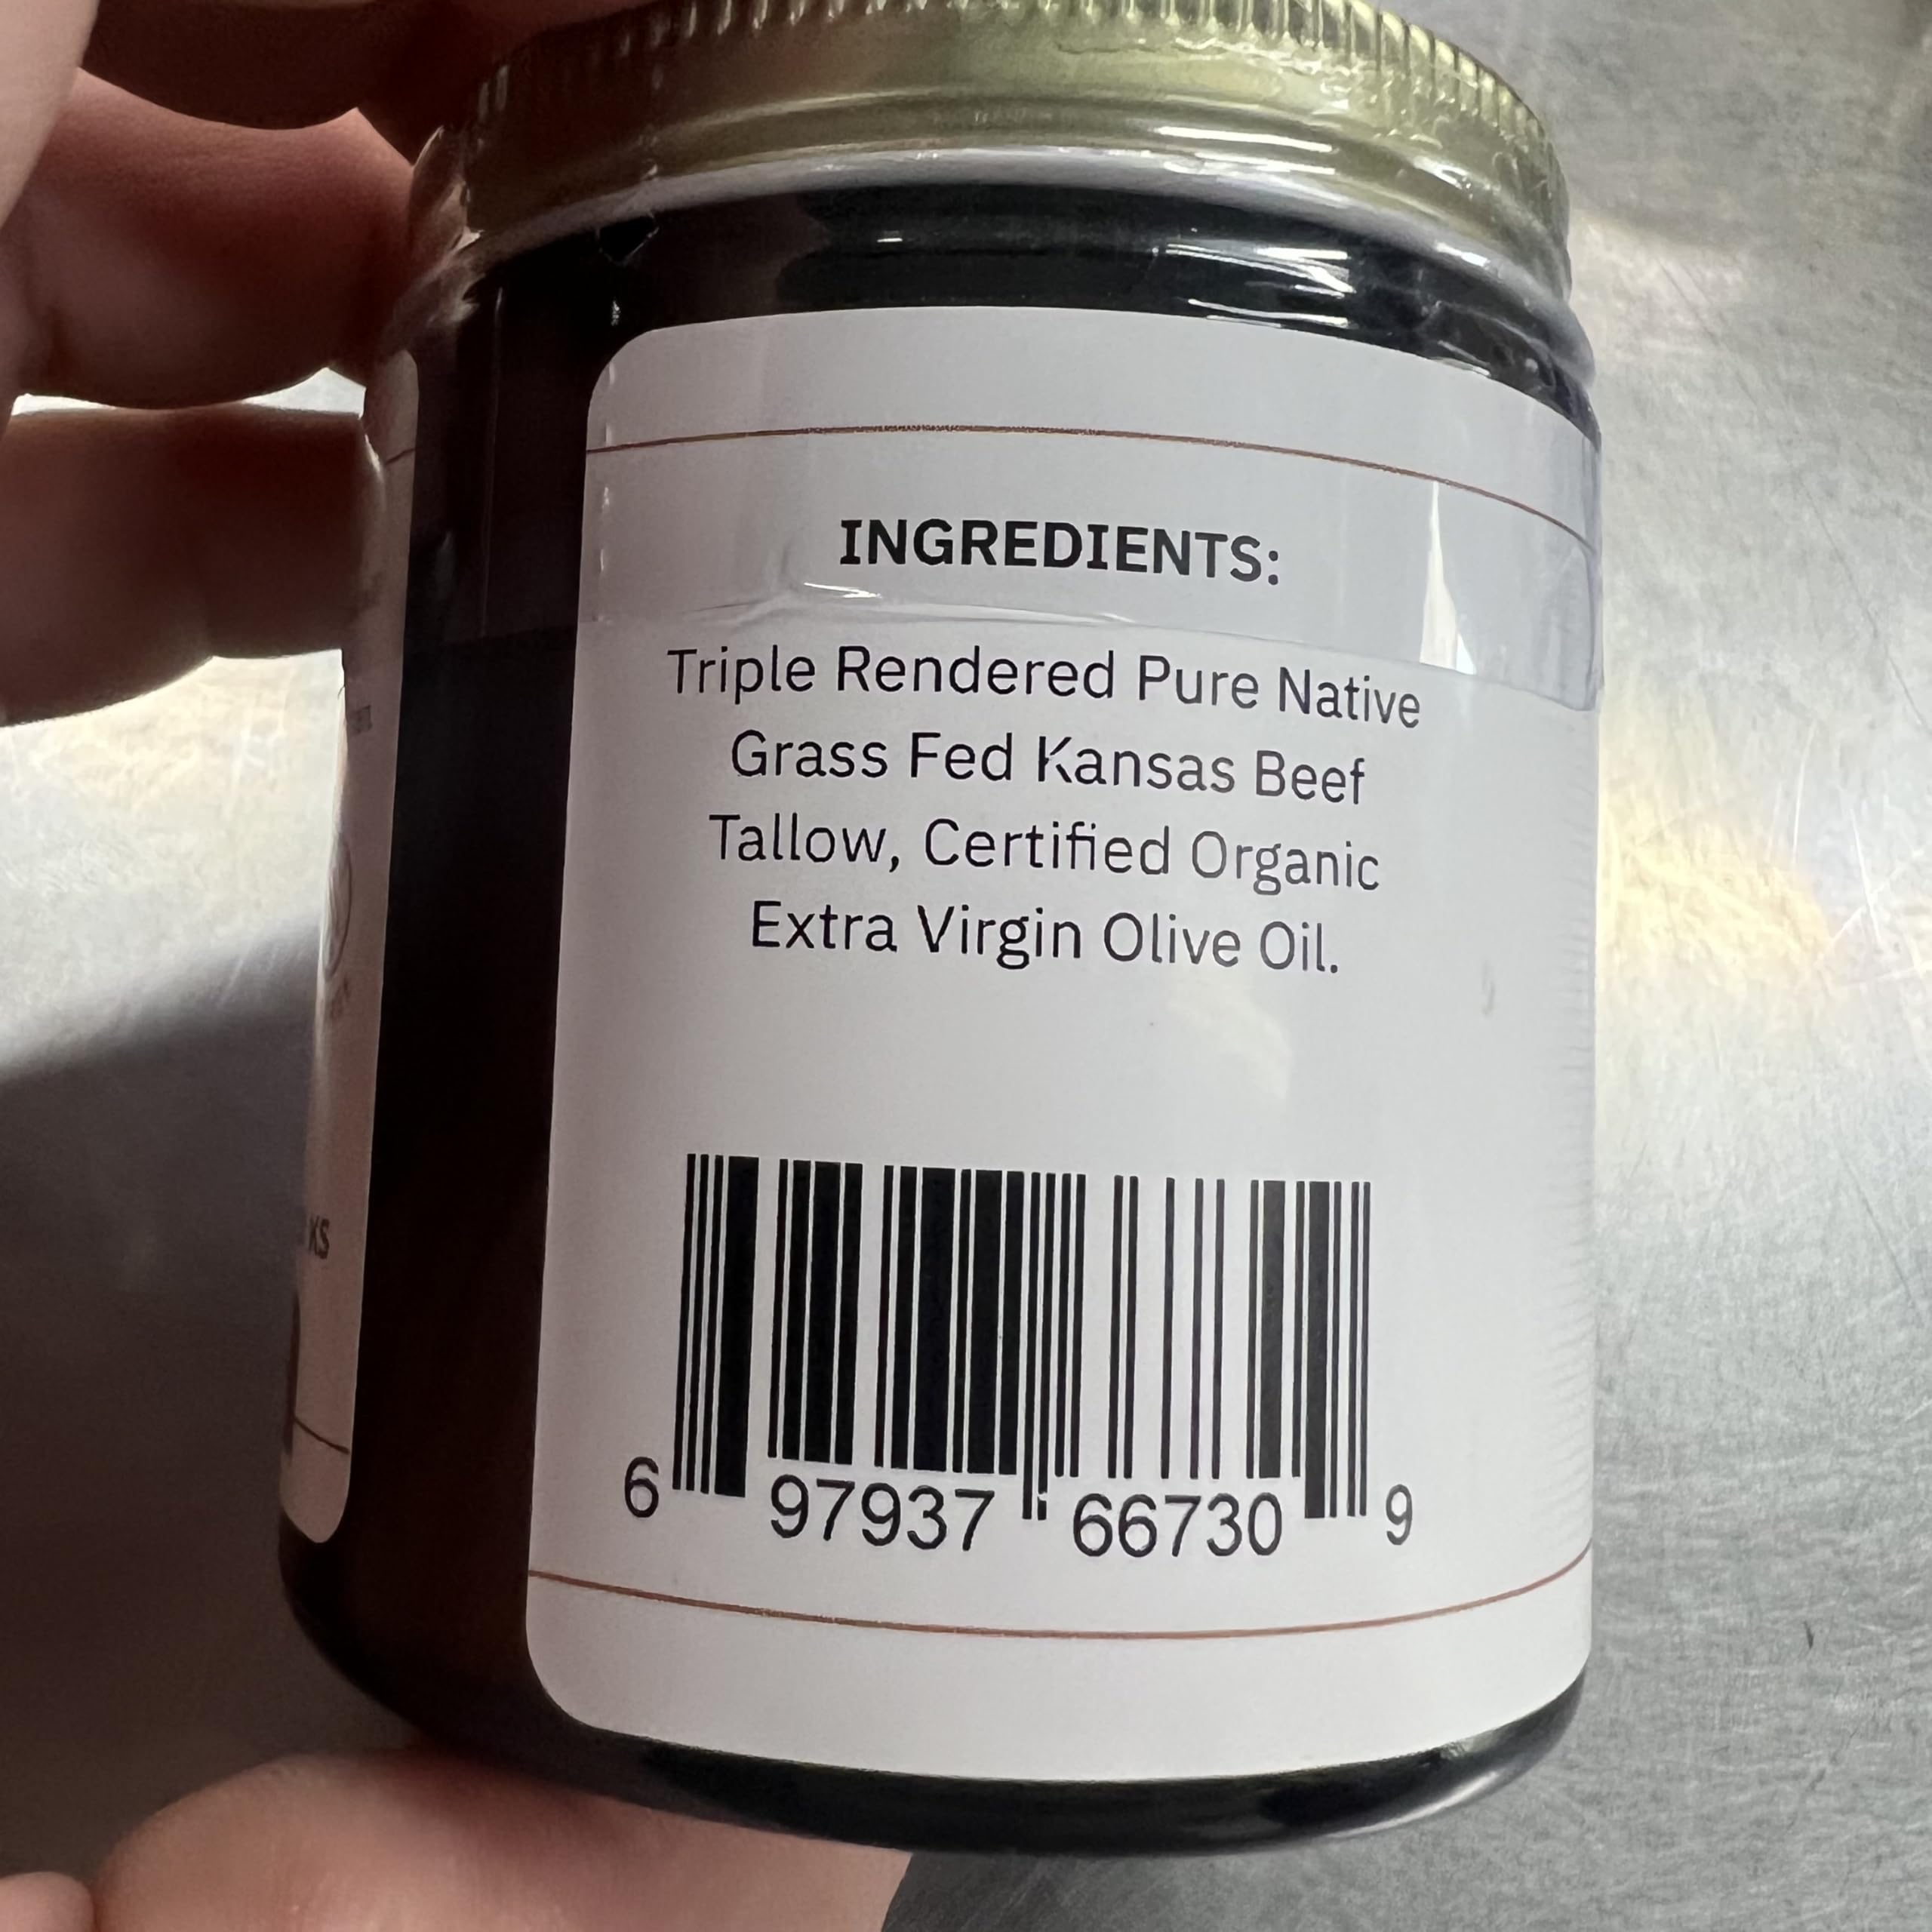 INGREDIENTS:
Triple Rendered Pure Native
Grass Fed Kansas Beef
Tallow, Certified Organic
Extra Virgin Olive Oil.
6 97937 66730 9
KS